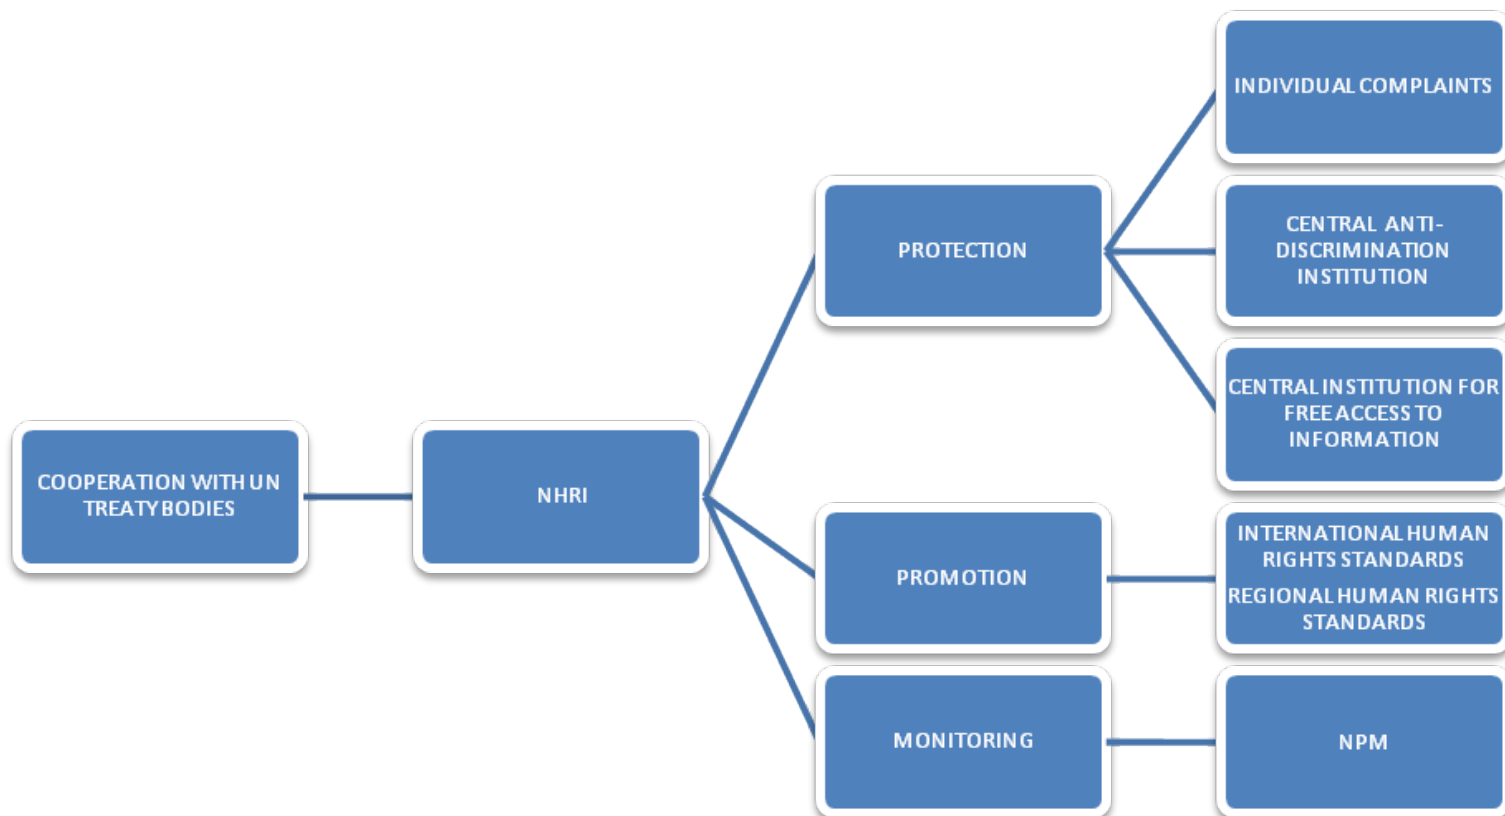 INDIVIDUAL COMPLAINTS
PROTECTION
CENTRAL ANTI-
DISCRIMINATION
INSTITUTION
CENTRAL INSTITUTION FOR
FREE ACCESS TO
INFORMATION
COOPERATION WITH UN
TREATY BODIES
NHRI
PROMOTION
INTERNATIONAL HUMAN
RIGHTS STANDARDS
REGIONAL HUMAN RIGHTS
STANDARDS
MONITORING
NPM